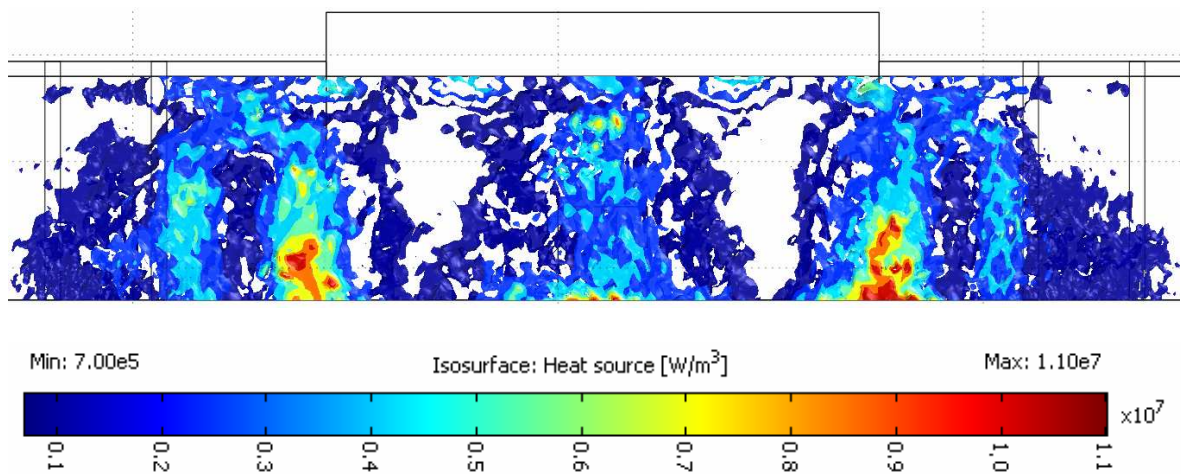 Min: 7.00e5 Isosurface: Heat source [W/m³] Max: 1.10e7
x10⁷
0.1 0.2 0.3 0.4 0.5 0.6 0.7 0.8 0.9 1.0 1.1